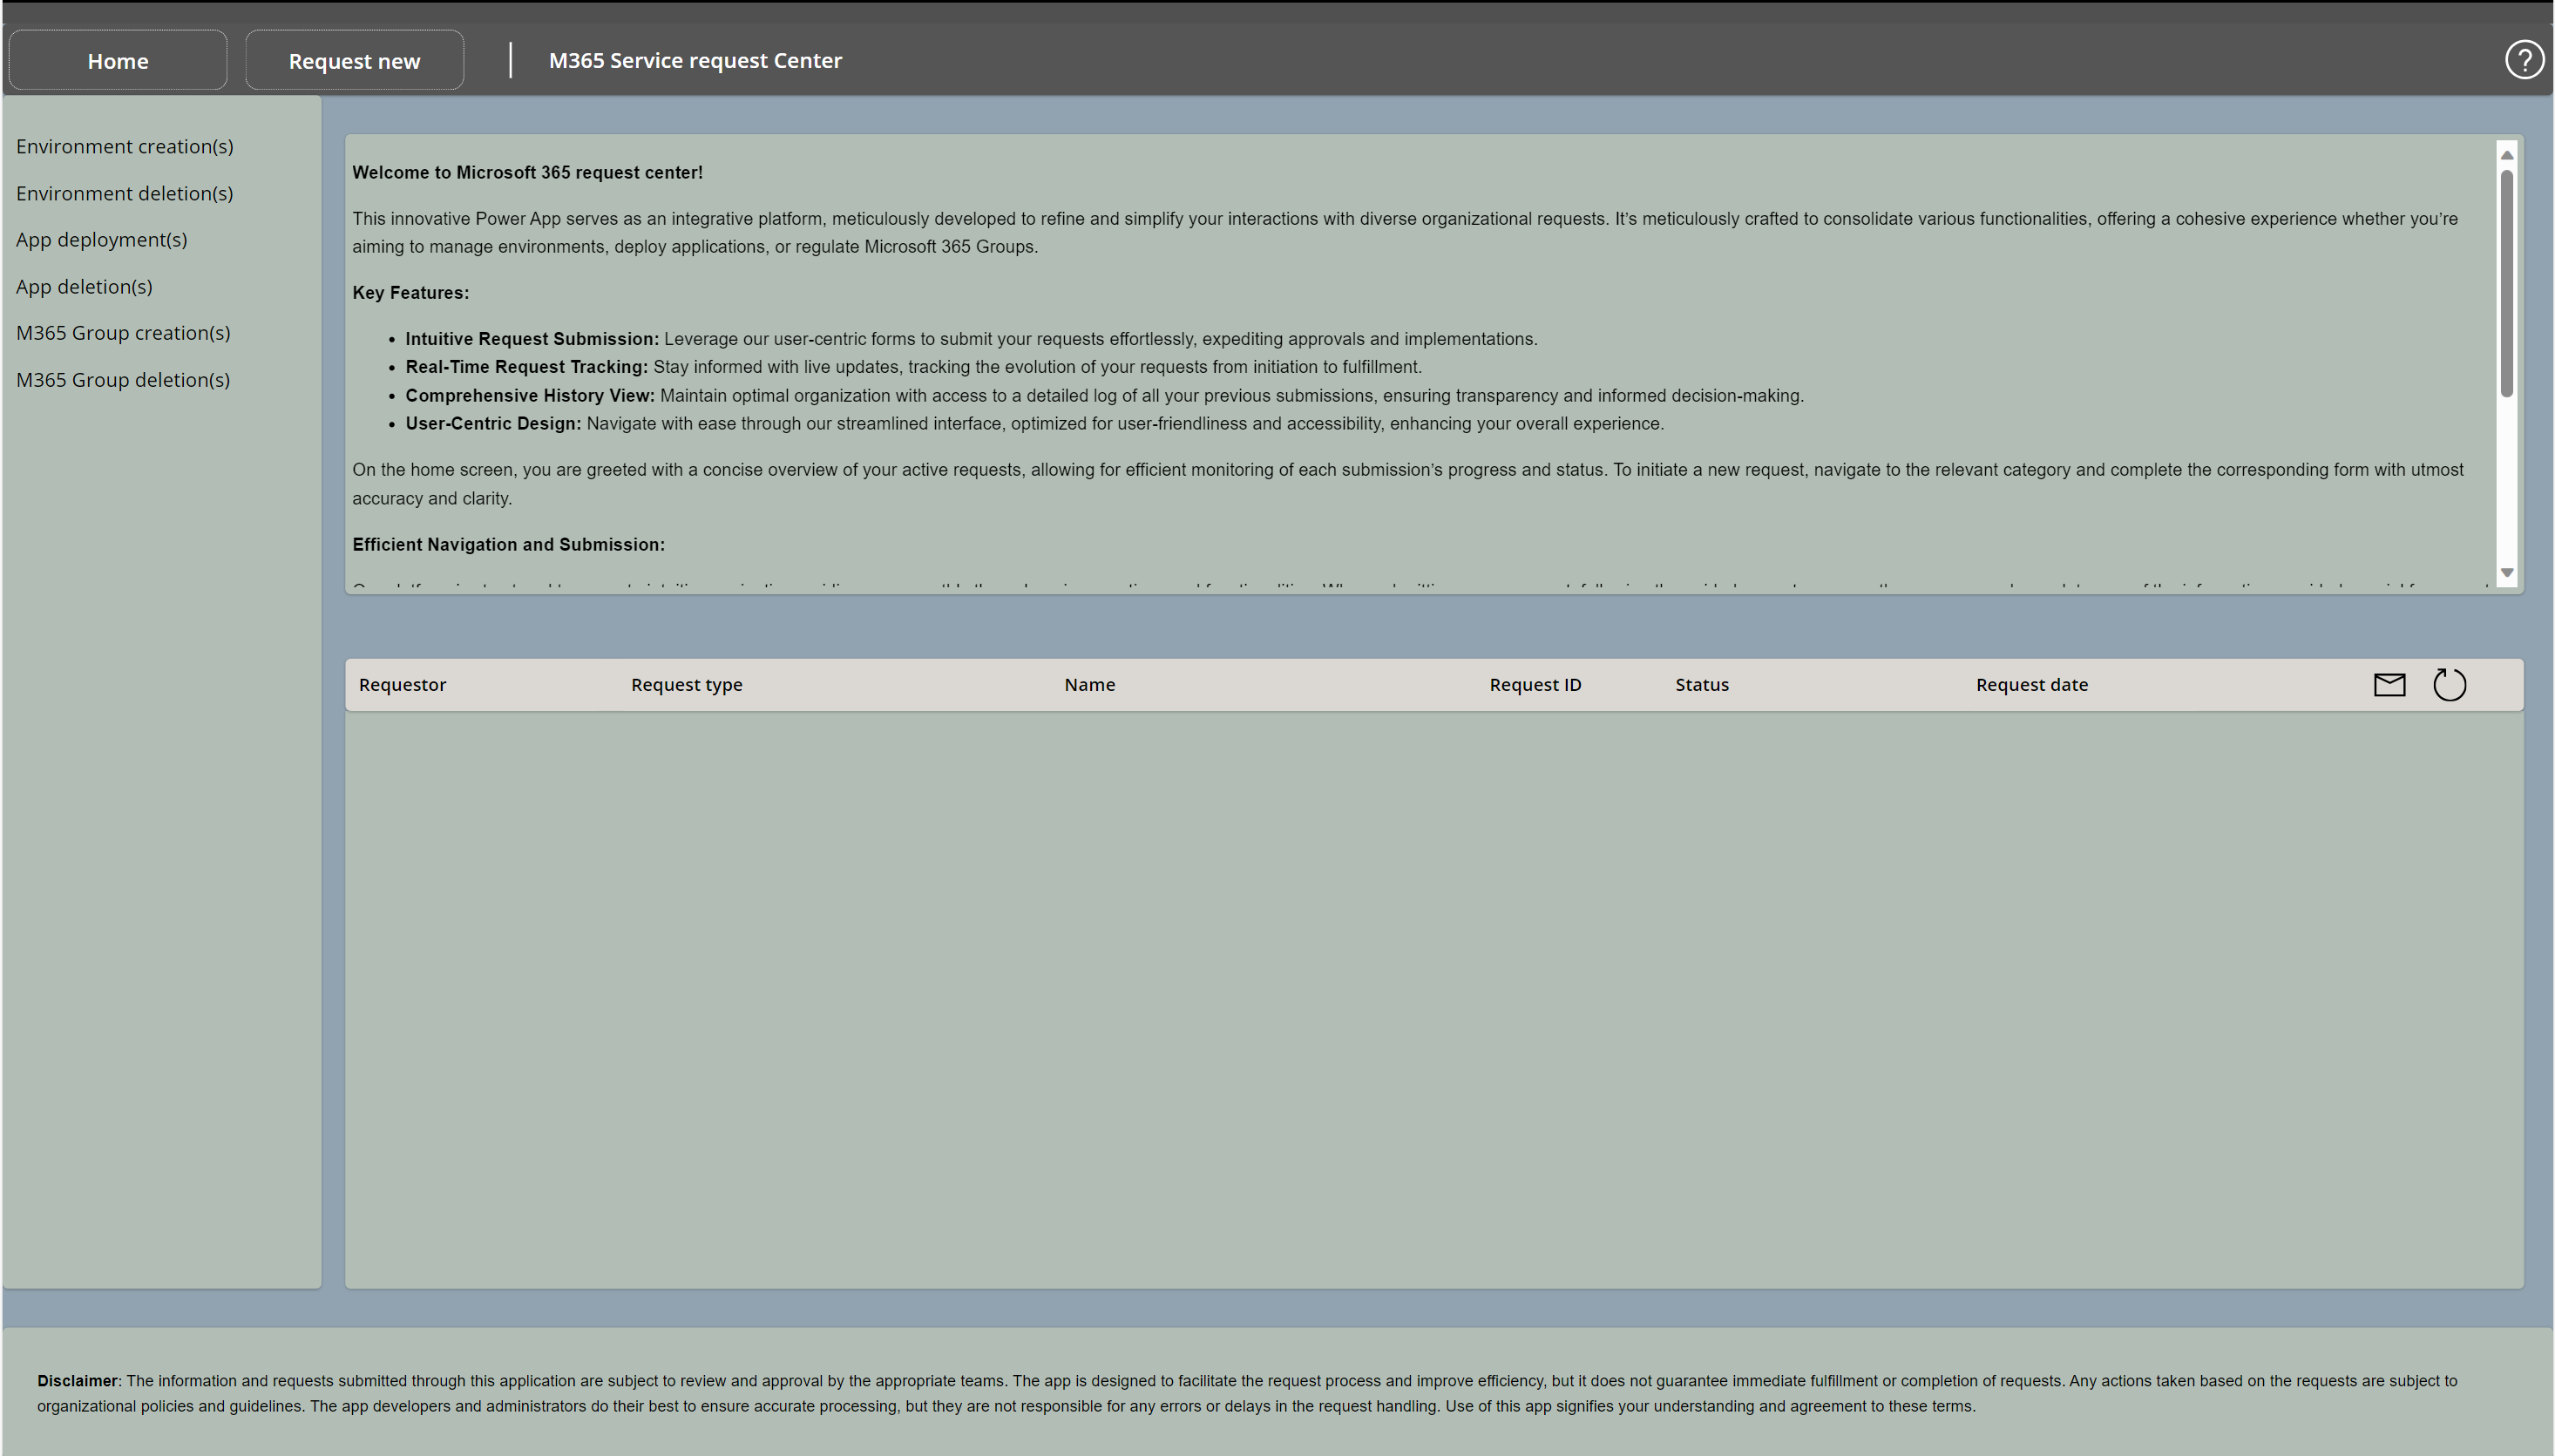 Home
Request new
M365 Service request Center
?
Environment creation(s)
Environment deletion(s)
App deployment(s)
App deletion(s)
M365 Group creation(s)
M365 Group deletion(s)
Welcome to Microsoft 365 request center!
This innovative Power App serves as an integrative platform, meticulously developed to refine and simplify your interactions with diverse organizational requests. It’s meticulously crafted to consolidate various functionalities, offering a cohesive experience whether you’re
aiming to manage environments, deploy applications, or regulate Microsoft 365 Groups.
Key Features:
• Intuitive Request Submission: Leverage our user-centric forms to submit your requests effortlessly, expediting approvals and implementations.
• Real-Time Request Tracking: Stay informed with live updates, tracking the evolution of your requests from initiation to fulfillment.
• Comprehensive History View: Maintain optimal organization with access to a detailed log of all your previous submissions, ensuring transparency and informed decision-making.
• User-Centric Design: Navigate with ease through our streamlined interface, optimized for user-friendliness and accessibility, enhancing your overall experience.
On the home screen, you are greeted with a concise overview of your active requests, allowing for efficient monitoring of each submission’s progress and status. To initiate a new request, navigate to the relevant category and complete the corresponding form with utmost
accuracy and clarity.
Efficient Navigation and Submission:
Requestor Request type Name Request ID Status Request date
Disclaimer: The information and requests submitted through this application are subject to review and approval by the appropriate teams. The app is designed to facilitate the request process and improve efficiency, but it does not guarantee immediate fulfillment or completion of requests. Any actions taken based on the requests are subject to
organizational policies and guidelines. The app developers and administrators do their best to ensure accurate processing, but they are not responsible for any errors or delays in the request handling. Use of this app signifies your understanding and agreement to these terms.